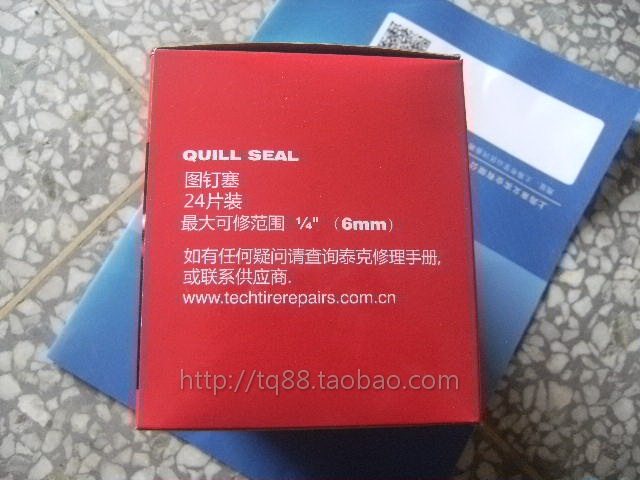 QUILL SEAL
图钉塞
24片装
最大可修范围 ¼" (6mm)
如有任何疑问请查询泰克修理手册,
或联系供应商.
www.techtirerepairs.com.cn
http://tq88.taobao.com